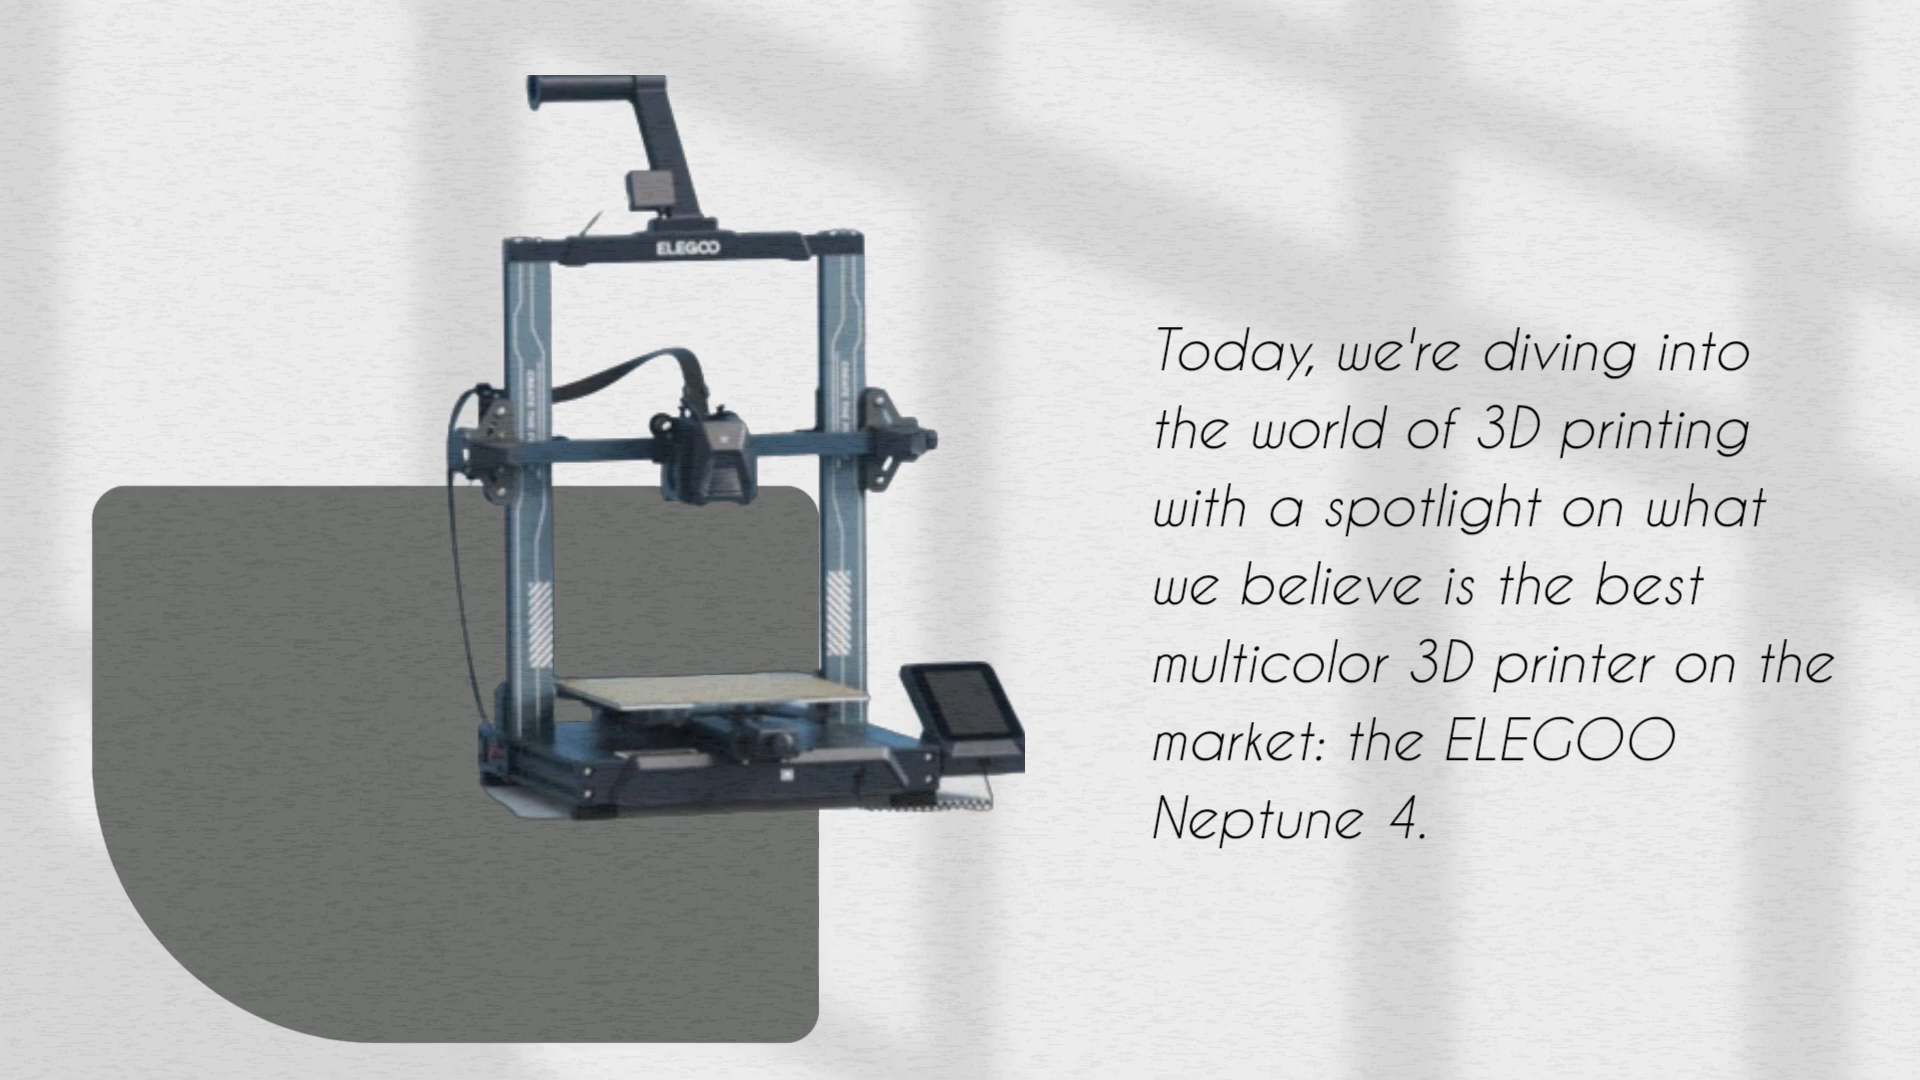 ELEGOO
Today, we're diving into
the world of 3D printing
with a spotlight on what
we believe is the best
multicolor 3D printer on the
market: the ELEGOO
Neptune 4.